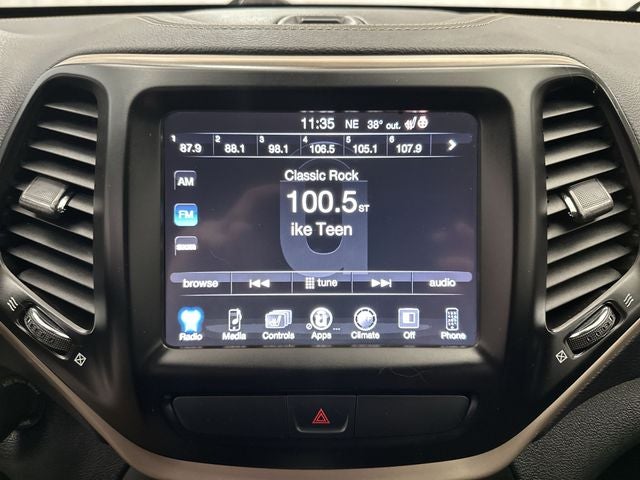 11:35 NE 38° out.
1 2 3 4 5 6
87.9 88.1 98.1 106.5 105.1 107.9
Classic Rock
AM
100.5 ST
FM
ike Teen
browse tune audio
Radio Media Controls Apps Climate Off Phone